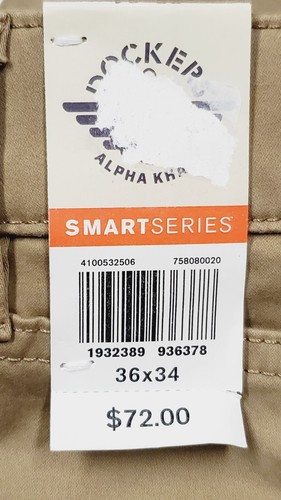 DOCKER
ALPHA KHA
SMARTSERIES
4100532506 758080020
1932389 936378
36x34
$72.00